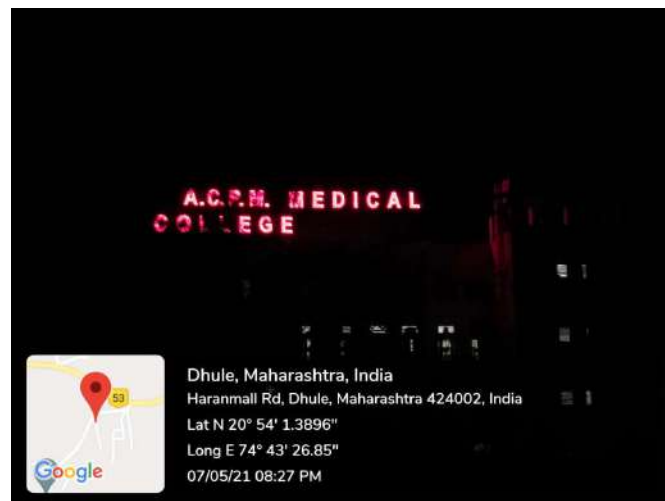 A.C.P.M. MEDICAL
COLLEGE
53
Google
Dhule, Maharashtra, India
Haranmall Rd, Dhule, Maharashtra 424002, India
Lat N 20° 54' 1.3896"
Long E 74° 43' 26.85"
07/05/21 08:27 PM